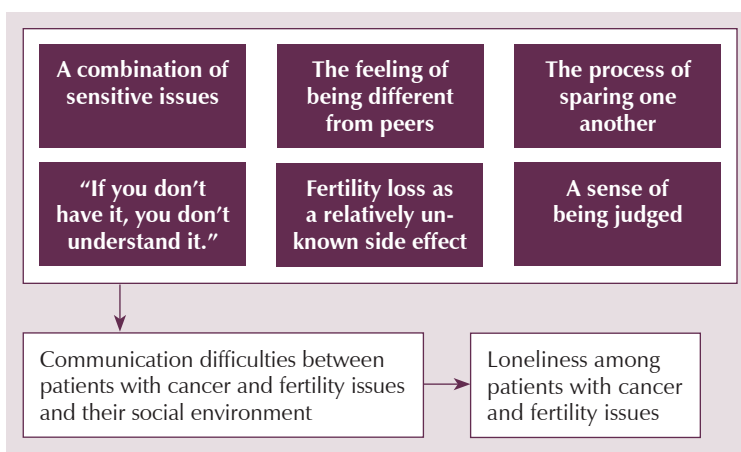 A combination of
sensitive issues
The feeling of
being different
from peers
The process of
sparing one
another
“If you don’t
have it, you don’t
understand it.”
Fertility loss as
a relatively un-
known side effect
A sense of
being judged
Communication difficulties between
patients with cancer and fertility issues
and their social environment
Loneliness among
patients with cancer
and fertility issues